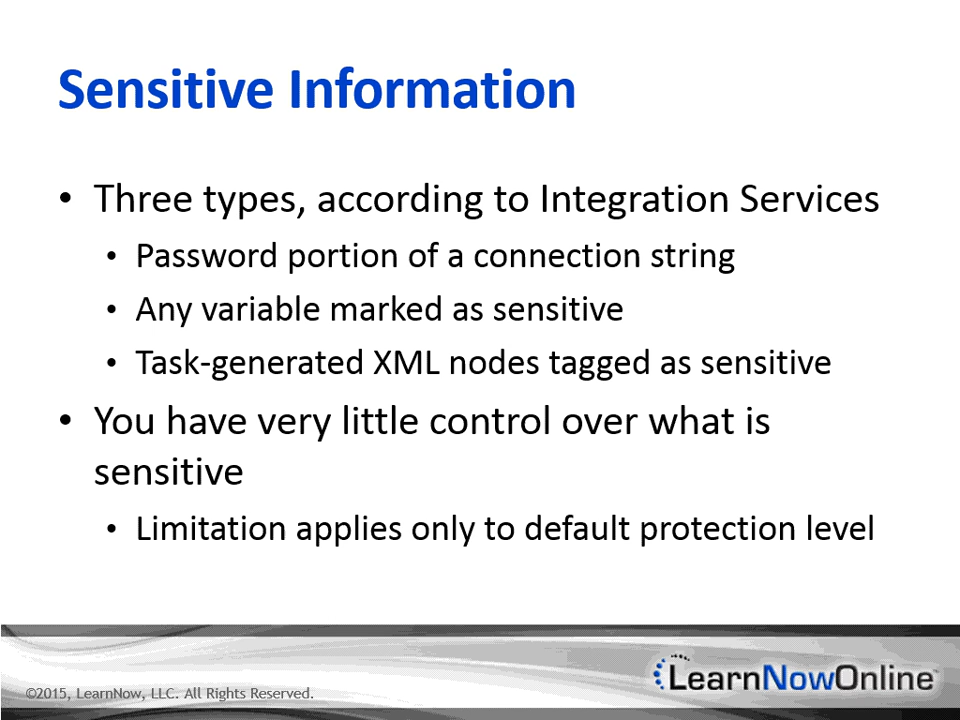 Sensitive Information
• Three types, according to Integration Services
• Password portion of a connection string
• Any variable marked as sensitive
• Task-generated XML nodes tagged as sensitive
• You have very little control over what is
sensitive
• Limitation applies only to default protection level
©2015, LearnNow, LLC. All Rights Reserved.
LearnNowOnline